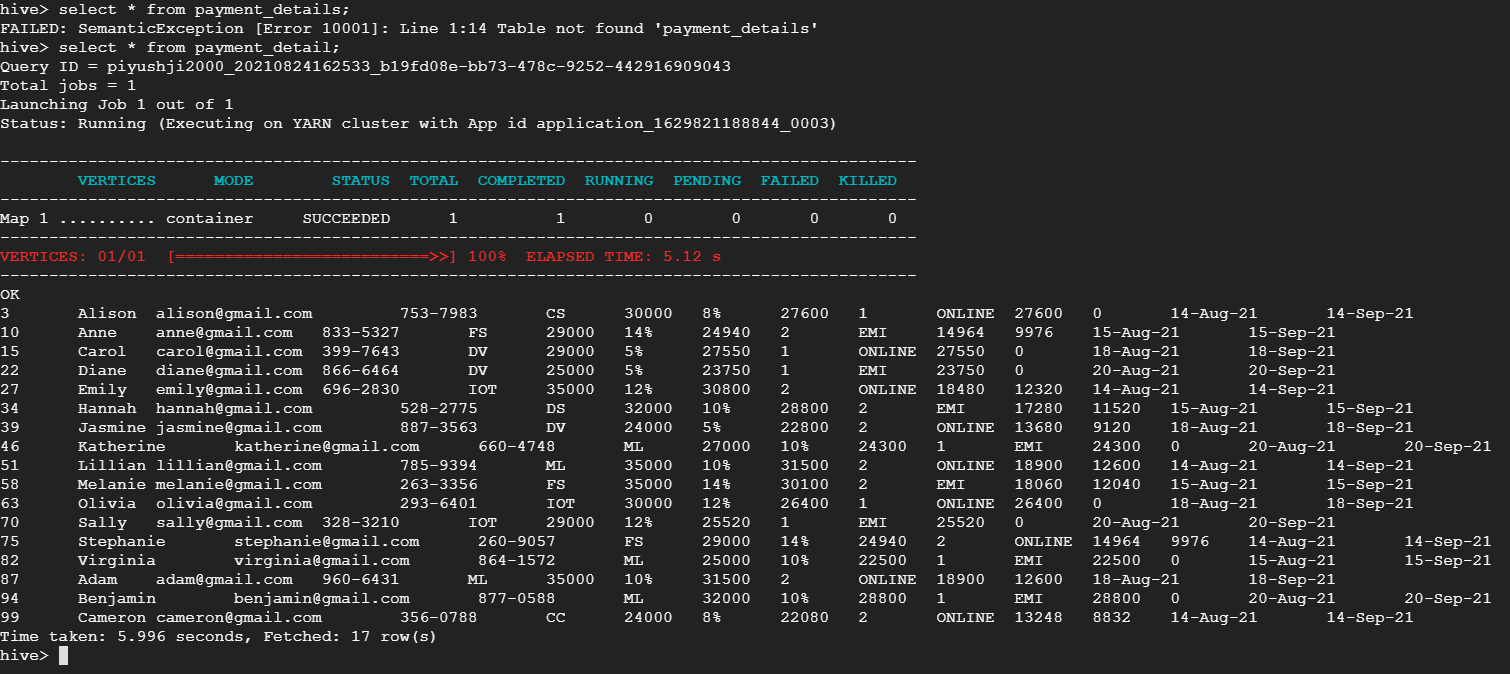 hive> select * from payment_details;
FAILED: SemanticException [Error 10001]: Line 1:14 Table not found 'payment_details'
hive> select * from payment_detail;
Query ID = piyushji2000_20210824162533_b19fd08e-bb73-478c-9252-442916909043
Total jobs = 1
Launching Job 1 out of 1
Status: Running (Executing on YARN cluster with App id application_1629821188844_0003)
----------------------------------------------------------------------------------------------
VERTICES MODE STATUS TOTAL COMPLETED RUNNING PENDING FAILED KILLED
----------------------------------------------------------------------------------------------
Map 1 .......... container SUCCEEDED 1 1 0 0 0 0
----------------------------------------------------------------------------------------------
VERTICES: 01/01 [==========================>>] 100% ELAPSED TIME: 5.12 s
----------------------------------------------------------------------------------------------
OK
3 Alison alison@gmail.com 753-7983 CS 30000 8% 27600 1 ONLINE 27600 0 14-Aug-21 14-Sep-21
10 Anne anne@gmail.com 833-5327 FS 29000 14% 24940 2 EMI 14964 9976 15-Aug-21 15-Sep-21
15 Carol carol@gmail.com 399-7643 DV 29000 5% 27550 1 ONLINE 27550 0 18-Aug-21 18-Sep-21
22 Diane diane@gmail.com 866-6464 DV 25000 5% 23750 1 EMI 23750 0 20-Aug-21 20-Sep-21
27 Emily emily@gmail.com 696-2830 IOT 35000 12% 30800 2 ONLINE 18480 12320 14-Aug-21 14-Sep-21
34 Hannah hannah@gmail.com 528-2775 DS 32000 10% 28800 2 EMI 17280 11520 15-Aug-21 15-Sep-21
39 Jasmine jasmine@gmail.com 887-3563 DV 24000 5% 22800 2 ONLINE 13680 9120 18-Aug-21 18-Sep-21
46 Katherine katherine@gmail.com 660-4748 ML 27000 10% 24300 1 EMI 24300 0 20-Aug-21 20-Sep-21
51 Lillian lillian@gmail.com 785-9394 ML 35000 10% 31500 2 ONLINE 18900 12600 14-Aug-21 14-Sep-21
58 Melanie melanie@gmail.com 263-3356 FS 35000 14% 30100 2 EMI 18060 12040 15-Aug-21 15-Sep-21
63 Olivia olivia@gmail.com 293-6401 IOT 30000 12% 26400 1 ONLINE 26400 0 18-Aug-21 18-Sep-21
70 Sally sally@gmail.com 328-3210 IOT 29000 12% 25520 1 EMI 25520 0 20-Aug-21 20-Sep-21
75 Stephanie stephanie@gmail.com 260-9057 FS 29000 14% 24940 2 ONLINE 14964 9976 14-Aug-21 14-Sep-21
82 Virginia virginia@gmail.com 864-1572 ML 25000 10% 22500 1 EMI 22500 0 15-Aug-21 15-Sep-21
87 Adam adam@gmail.com 960-6431 ML 35000 10% 31500 2 ONLINE 18900 12600 18-Aug-21 18-Sep-21
94 Benjamin benjamin@gmail.com 877-0588 ML 32000 10% 28800 1 EMI 28800 0 20-Aug-21 20-Sep-21
99 Cameron cameron@gmail.com 356-0788 CC 24000 8% 22080 2 ONLINE 13248 8832 14-Aug-21 14-Sep-21
Time taken: 5.996 seconds, Fetched: 17 row(s)
hive>